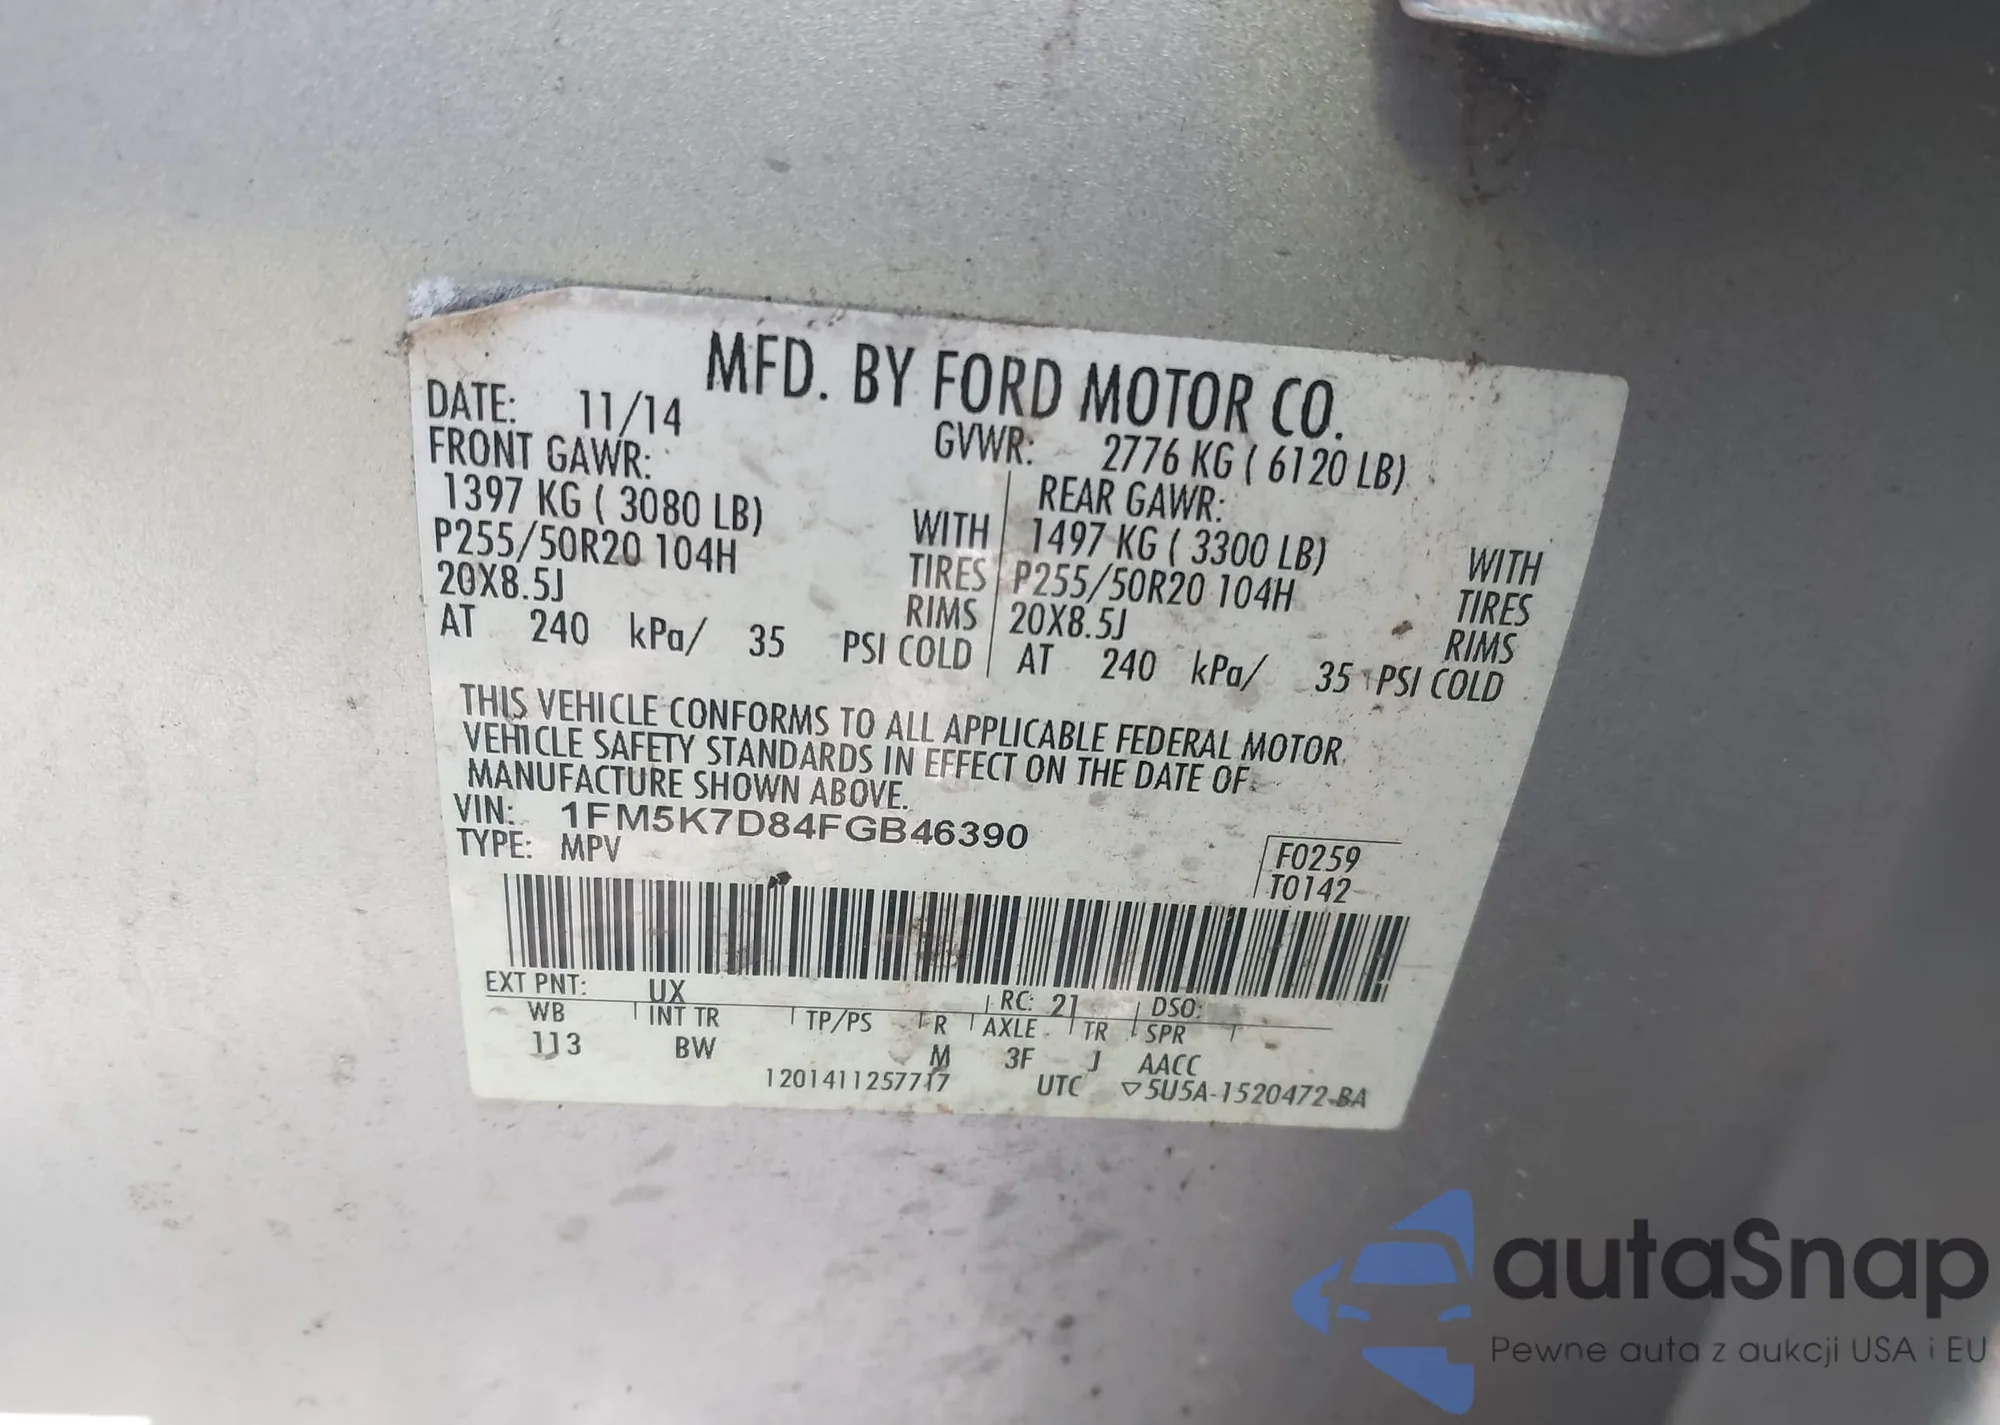 MFD. BY FORD MOTOR CO.
DATE: 11/14 GVWR: 2776 KG ( 6120 LB)
FRONT GAWR: REAR GAWR:
1397 KG ( 3080 LB) WITH 1497 KG ( 3300 LB) WITH
P255/50R20 104H TIRES P255/50R20 104H TIRES
20X8.5J RIMS 20X8.5J RIMS
AT 240 kPa/ 35 PSI COLD AT 240 kPa/ 35 PSI COLD
THIS VEHICLE CONFORMS TO ALL APPLICABLE FEDERAL MOTOR
VEHICLE SAFETY STANDARDS IN EFFECT ON THE DATE OF
MANUFACTURE SHOWN ABOVE.
VIN: 1FM5K7D84FGB46390
TYPE: MPV
F0259
T0142
EXT PNT: UX RC: 21 DSO:
WB INT TR TP/PS R AXLE TR SPR
113 BW M 3F J AACC
1201411257717 UTC ▽5U5A-1520472-BA
autaSnap
Pewne auta z aukcji USA i EU